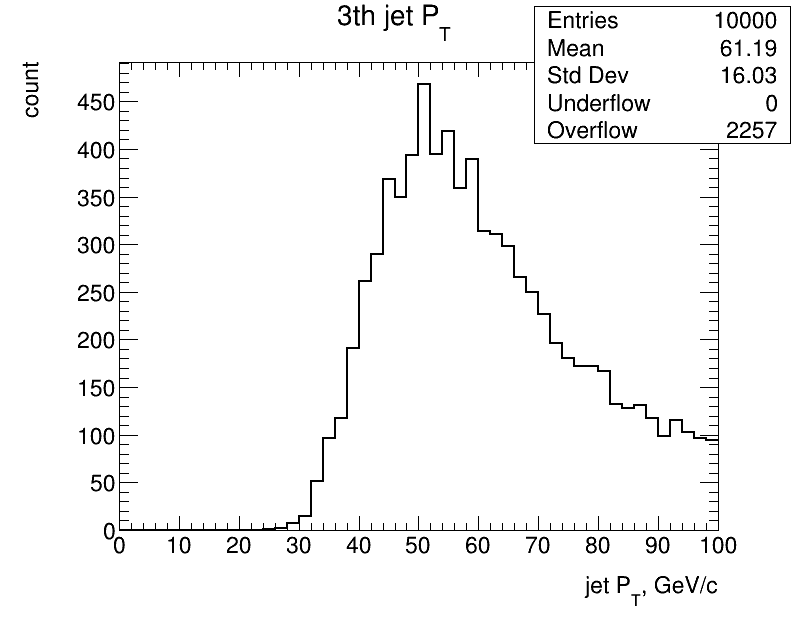 3th jet PT
Entries 10000
Mean 61.19
Std Dev 16.03
Underflow 0
Overflow 2257
count
450
400
350
300
250
200
150
100
50
0
0 10 20 30 40 50 60 70 80 90 100
jet PT, GeV/c